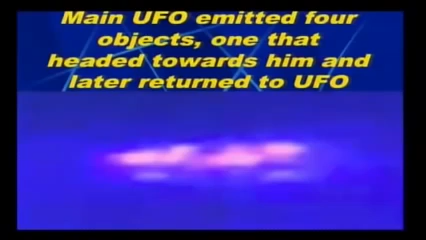 Main UFO emitted four
objects, one that
headed towards him and
later returned to UFO